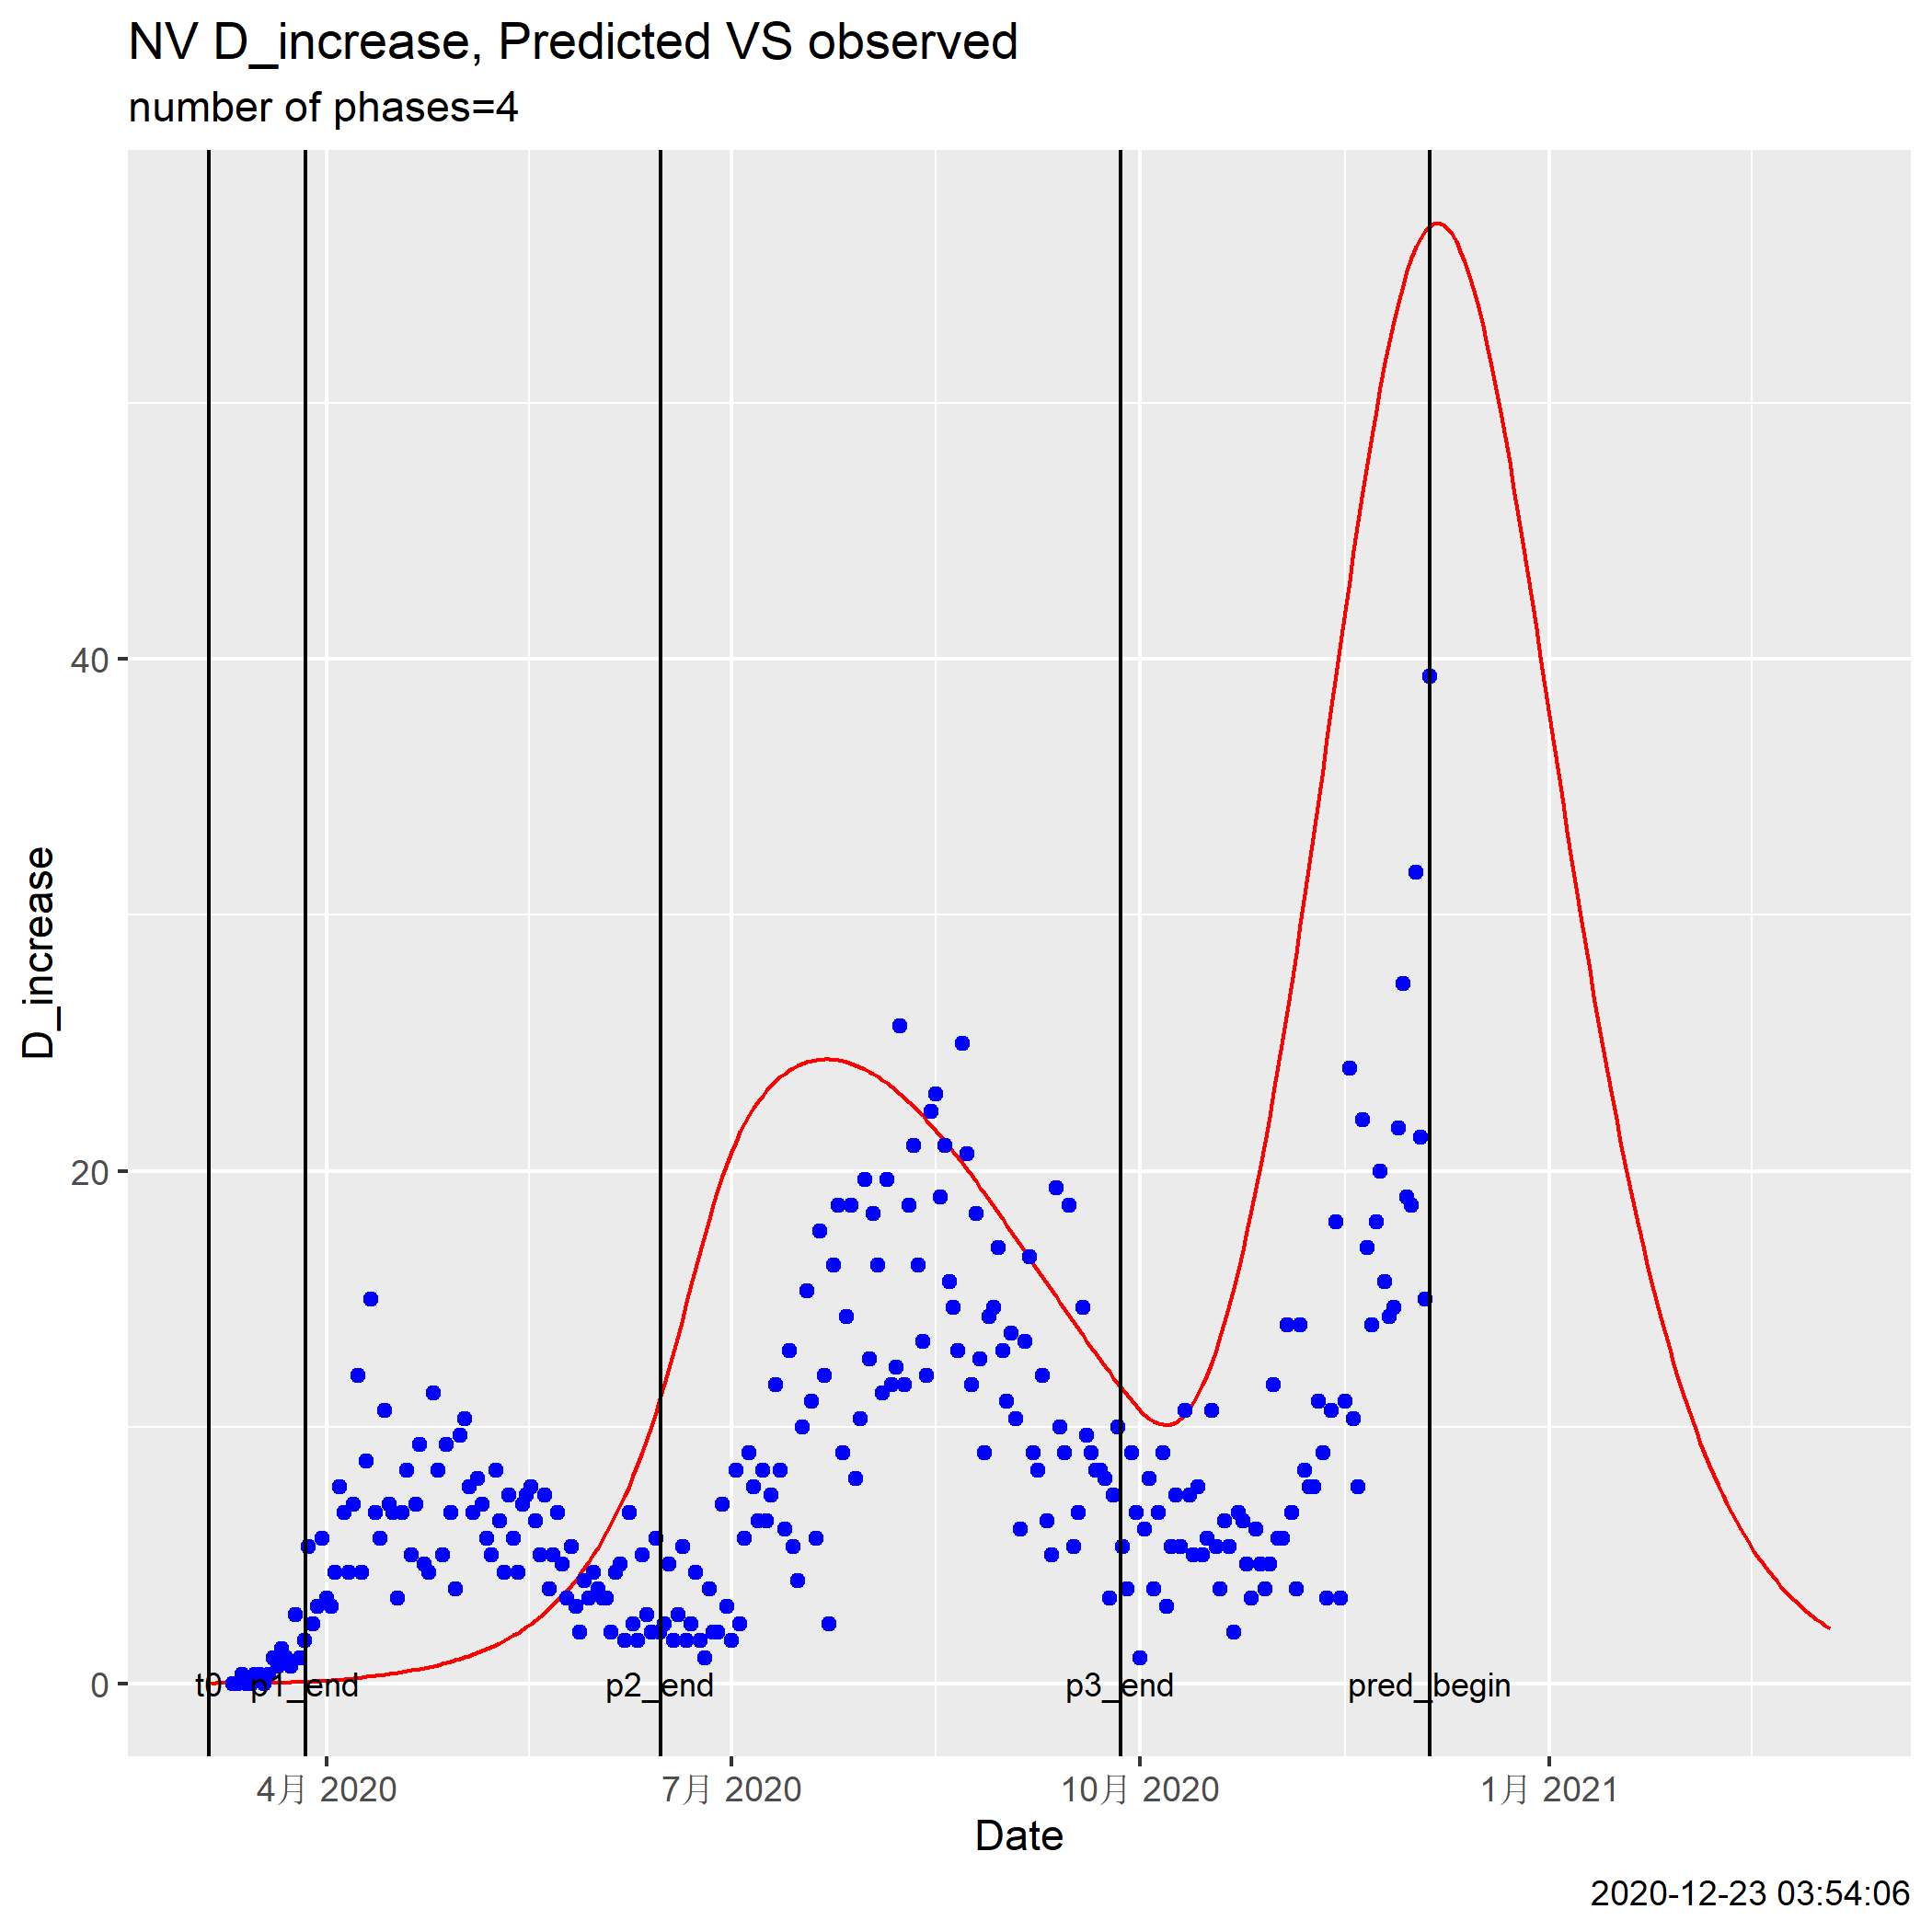 NV D_increase, Predicted VS observed
number of phases=4
D_increase
40
20
0
t0
p1_end
p2_end
p3_end
pred_begin
4月 2020
7月 2020
10月 2020
1月 2021
Date
2020-12-23 03:54:06